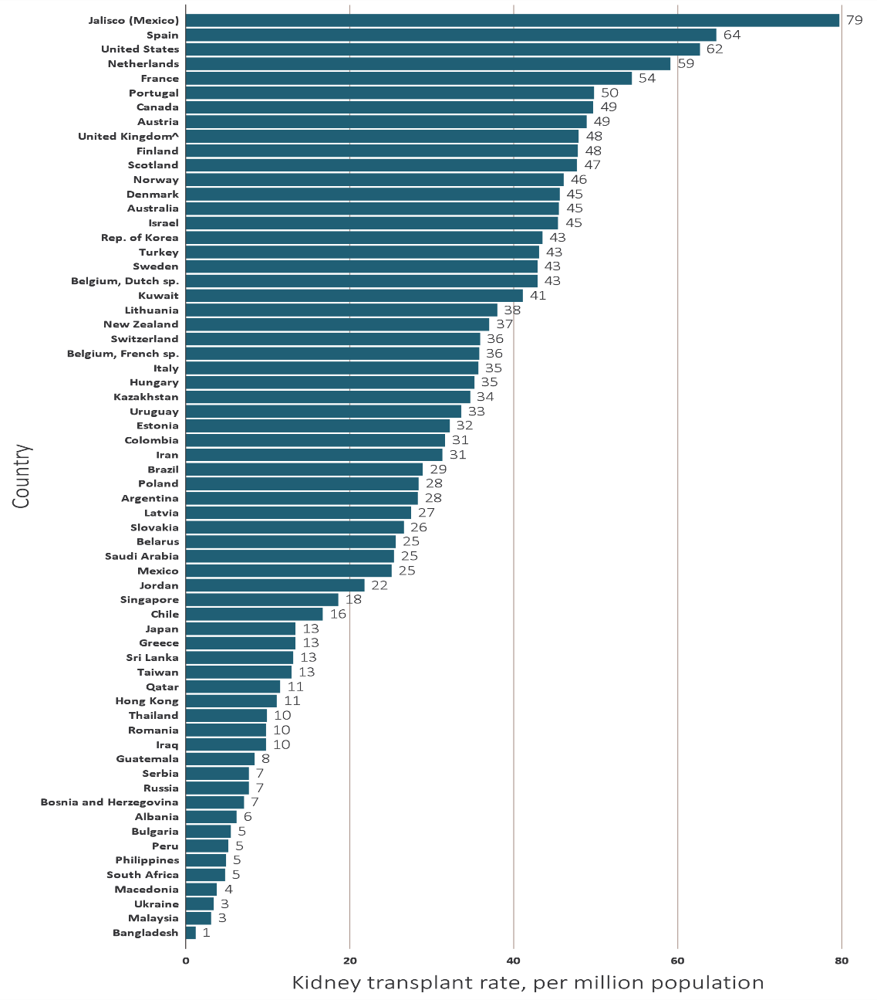 Jalisco (Mexico) 79
Spain 64
United States 62
Netherlands 59
France 54
Portugal 50
Canada 49
Austria 49
United Kingdom^ 48
Finland 48
Scotland 47
Norway 46
Denmark 45
Australia 45
Israel 45
Rep. of Korea 43
Turkey 43
Sweden 43
Belgium, Dutch sp. 43
Kuwait 41
Lithuania 38
New Zealand 37
Switzerland 36
Belgium, French sp. 36
Italy 35
Hungary 35
Kazakhstan 34
Uruguay 33
Estonia 32
Colombia 31
Iran 31
Brazil 29
Poland 28
Argentina 28
Latvia 27
Slovakia 26
Belarus 25
Saudi Arabia 25
Mexico 25
Jordan 22
Singapore 18
Chile 16
Japan 13
Greece 13
Sri Lanka 13
Taiwan 13
Qatar 11
Hong Kong 11
Thailand 10
Romania 10
Iraq 10
Guatemala 8
Serbia 7
Russia 7
Bosnia and Herzegovina 7
Albania 6
Bulgaria 5
Peru 5
Philippines 5
South Africa 5
Macedonia 4
Ukraine 3
Malaysia 3
Bangladesh 1
Country
0 20 40 60 80
Kidney transplant rate, per million population